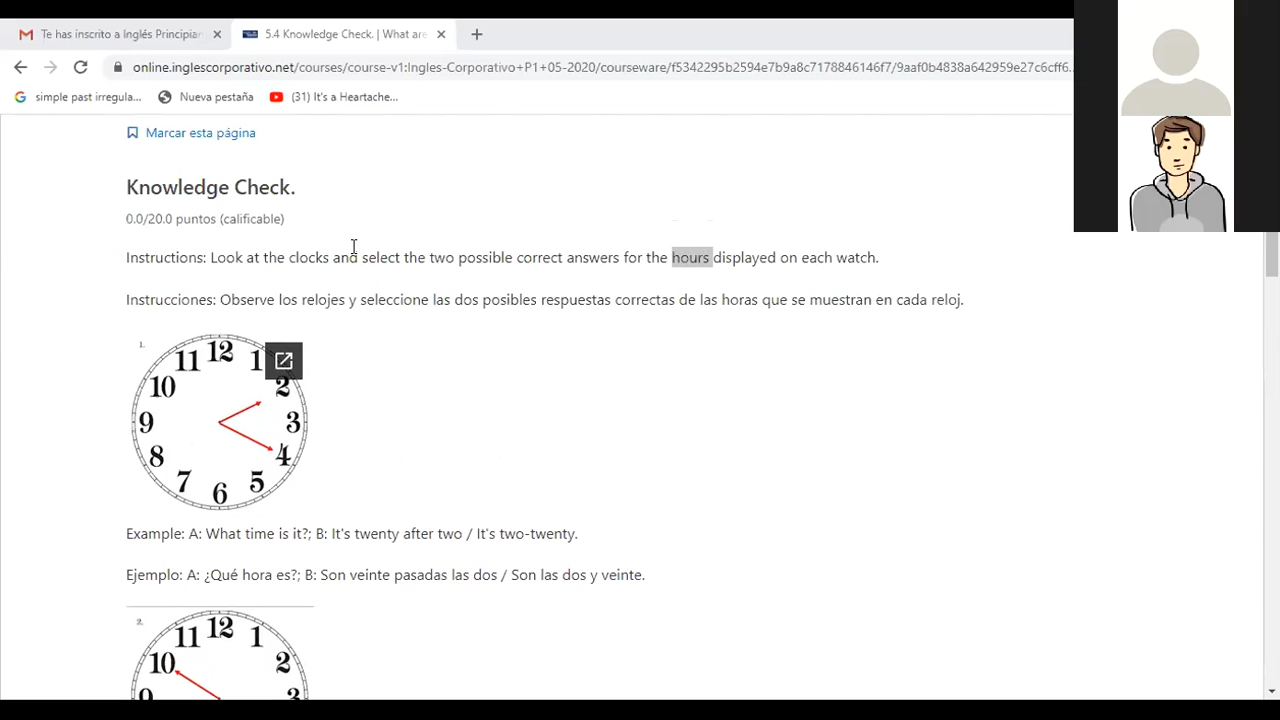 Te has inscrito a Inglés Principian
5.4 Knowledge Check. | What are
online.inglescorporativo.net/courses/course-v1:Ingles-Corporativo+P1+05-2020/courseware/f5342295b2594e7b9a8c7178846146f7/9aaf0b4838a642959e27c6cff6...
simple past irregula...
Nueva pestaña
(31) It's a Heartache...
Marcar esta página
Knowledge Check.
0.0/20.0 puntos (calificable)
Instructions: Look at the clocks and select the two possible correct answers for the hours displayed on each watch.
Instrucciones: Observe los relojes y seleccione las dos posibles respuestas correctas de las horas que se muestran en cada reloj.
1.
11 12 1
10 2
9 3
8 4
7 6 5
Example: A: What time is it?; B: It's twenty after two / It's two-twenty.
Ejemplo: A: ¿Qué hora es?; B: Son veinte pasadas las dos / Son las dos y veinte.
2.
11 12 1
10 2
9 3